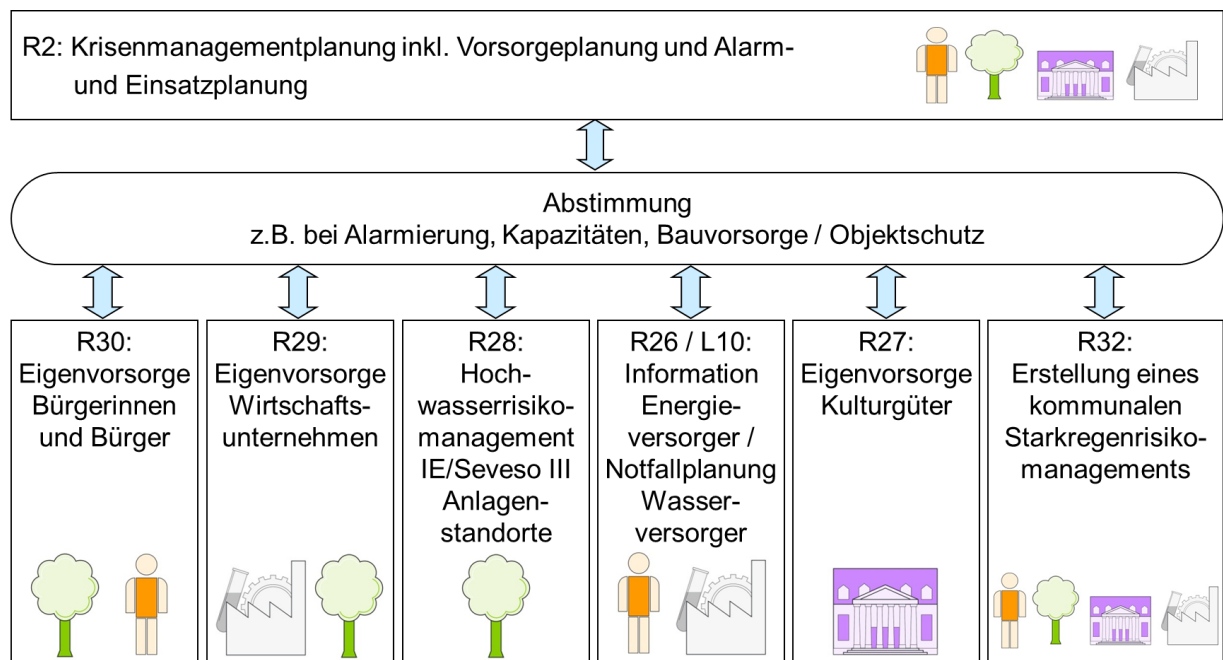 R2: Krisenmanagementplanung inkl. Vorsorgeplanung und Alarm-
und Einsatzplanung
Abstimmung
z.B. bei Alarmierung, Kapazitäten, Bauvorsorge / Objektschutz
R30:
Eigenvorsorge
Bürgerinnen
und Bürger
R29:
Eigenvorsorge
Wirtschafts-
unternehmen
R28:
Hoch-
wasserrisiko-
management
IE/Seveso III
Anlagen-
standorte
R26 / L10:
Information
Energie-
versorger /
Notfallplanung
Wasser-
versorger
R27:
Eigenvorsorge
Kulturgüter
R32:
Erstellung eines
kommunalen
Starkregenrisiko-
managements